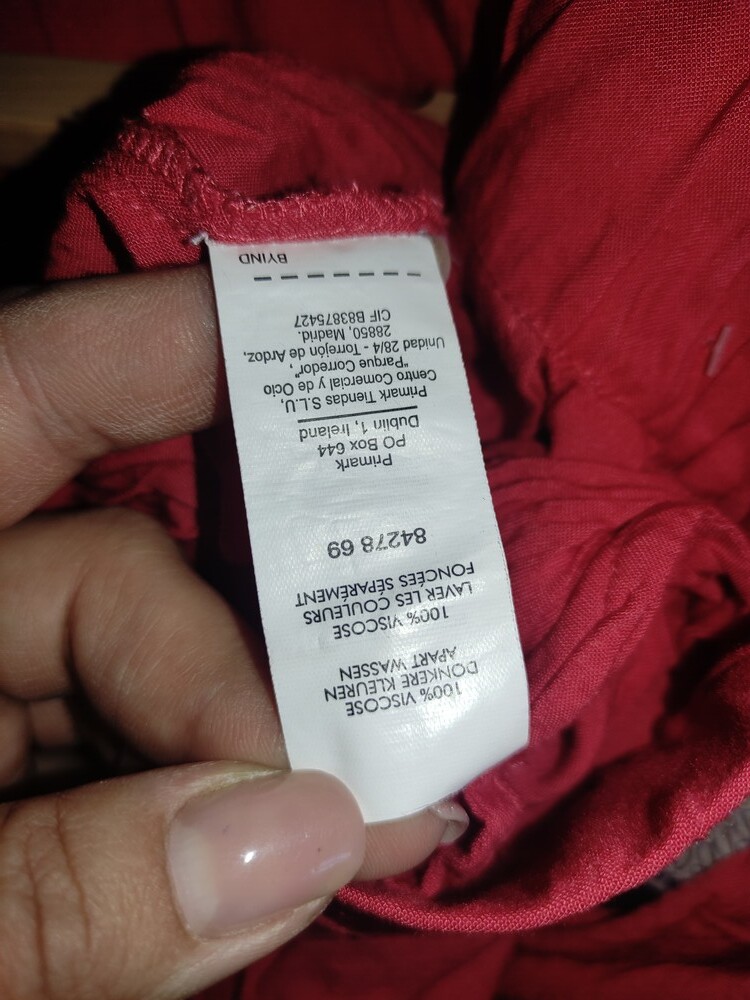 100% VISCOSE
DONKERE KLEUREN
APART WASSEN
100% VISCOSE
LAVER LES COULEURS
FONCÉES SÉPARÉMENT
84278 69
Primark
PO Box 644
Dublin 1, Ireland
Primark Tiendas S.L.U,
Centro Comercial y de Ocio
"Parque Corredor",
Unidad 28/4 - Torrejón de Ardoz,
28850, Madrid.
CIF B83875427
BYIND